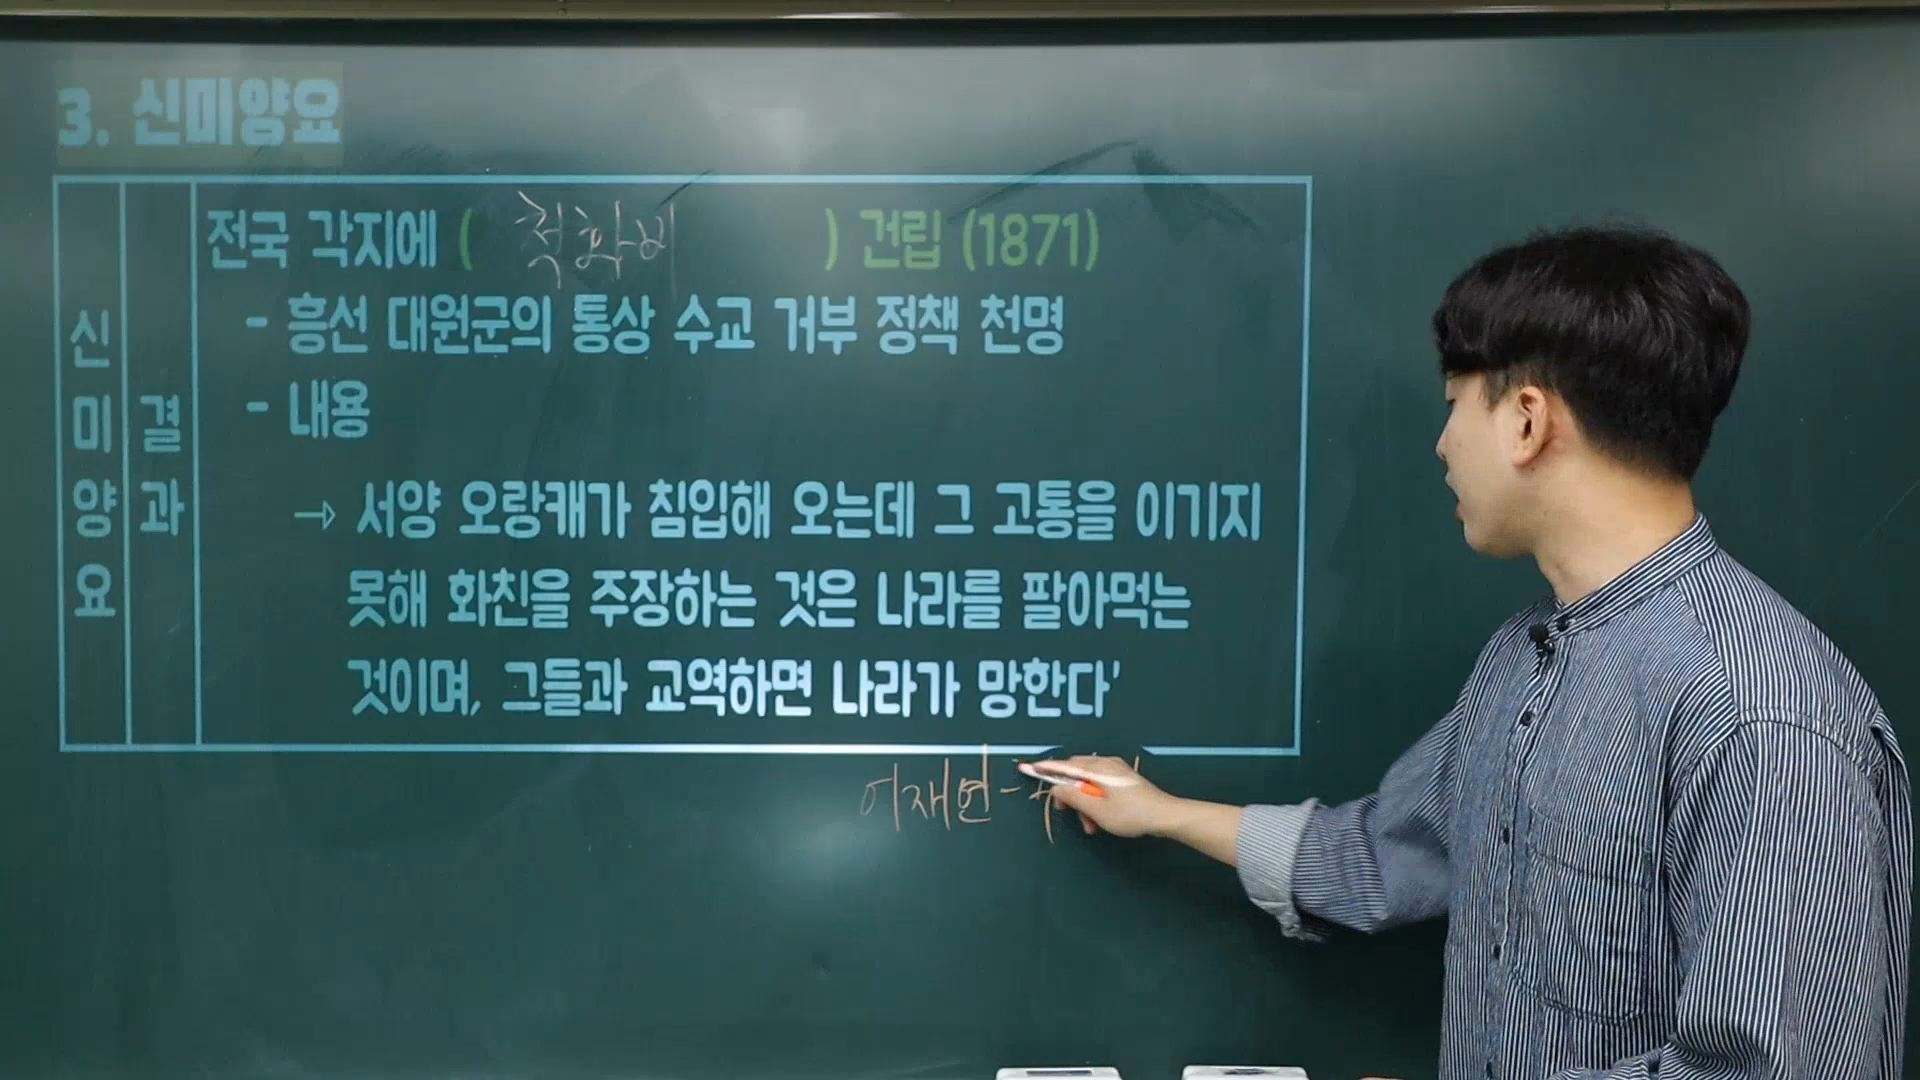 3. 신미양요
신미양요
결과
전국 각지에 ( 척화비 ) 건립 (1871)
- 흥선 대원군의 통상 수교 거부 정책 천명
- 내용
→ 서양 오랑캐가 침입해 오는데 그 고통을 이기지
못해 화친을 주장하는 것은 나라를 팔아먹는
것이며, 그들과 교역하면 나라가 망한다'
어재연 -